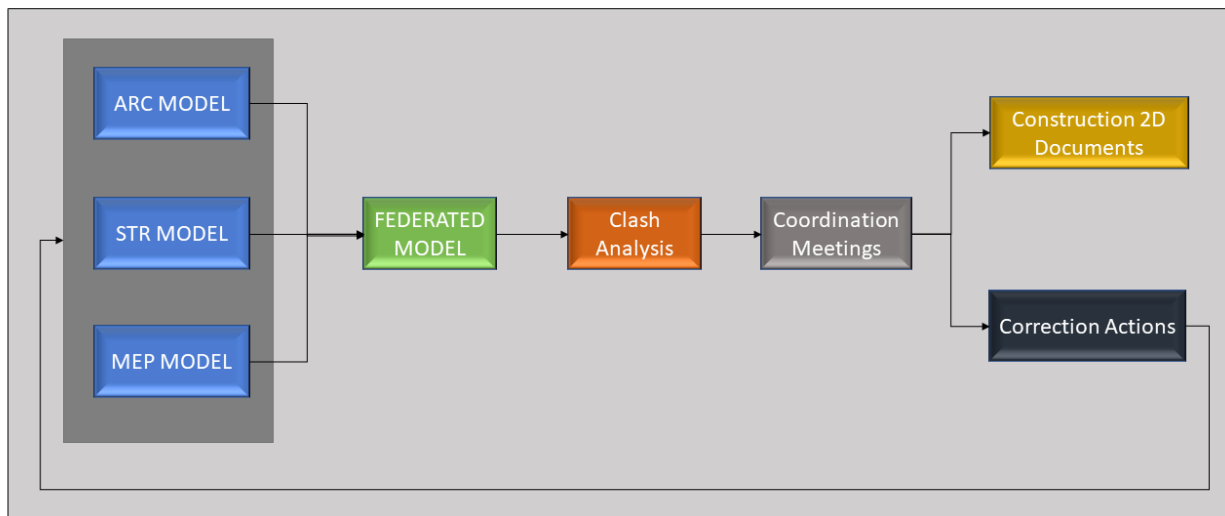 ARC MODEL
STR MODEL
MEP MODEL
FEDERATED
MODEL
Clash
Analysis
Coordination
Meetings
Construction 2D
Documents
Correction Actions